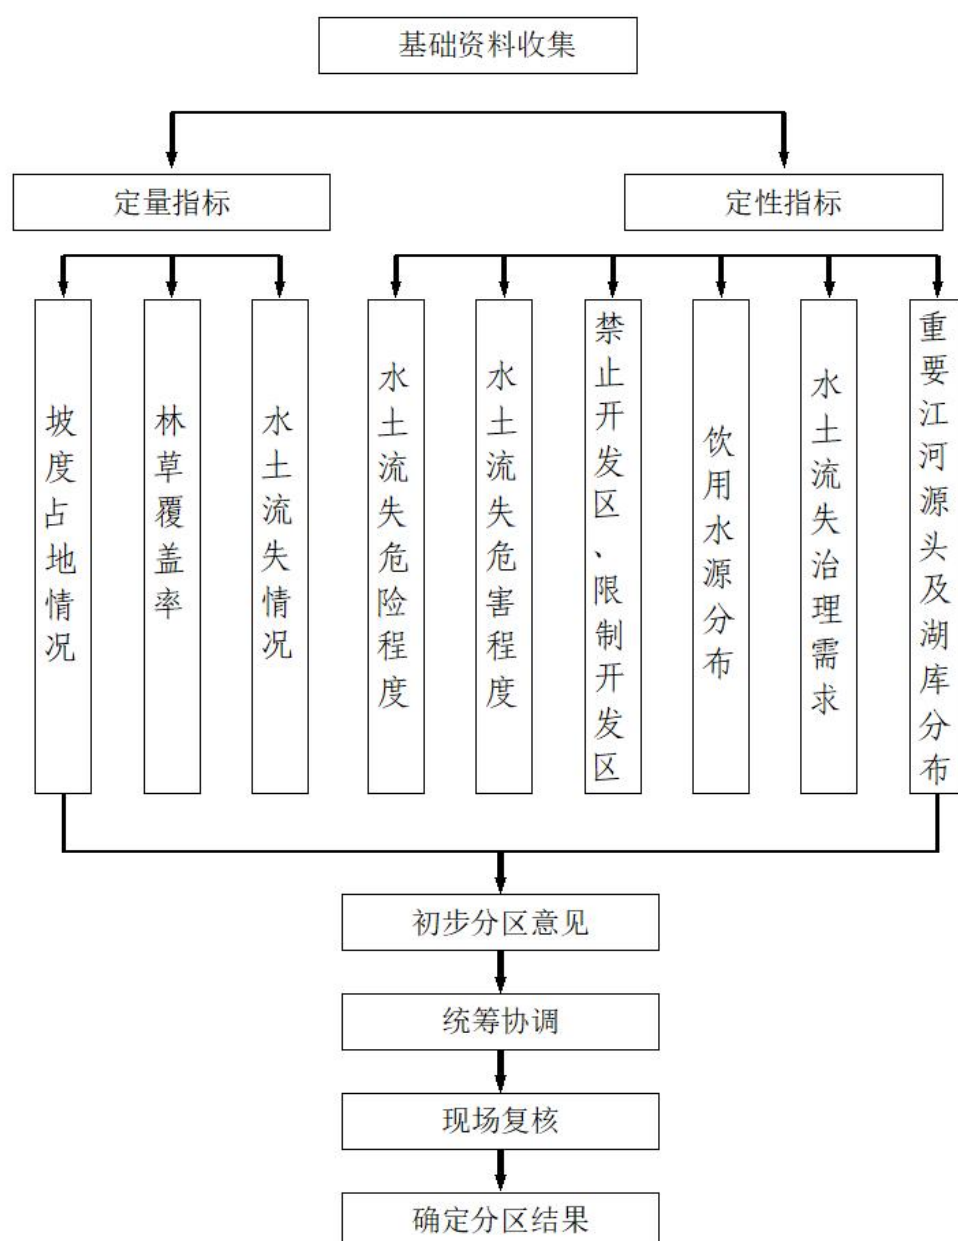 基础资料收集
定量指标
定性指标
坡度占地情况
林草覆盖率
水土流失情况
水土流失危险程度
水土流失危害程度
禁止开发区、限制开发区
饮用水源分布
水土流失治理需求
重要江河源头及湖库分布
初步分区意见
统筹协调
现场复核
确定分区结果